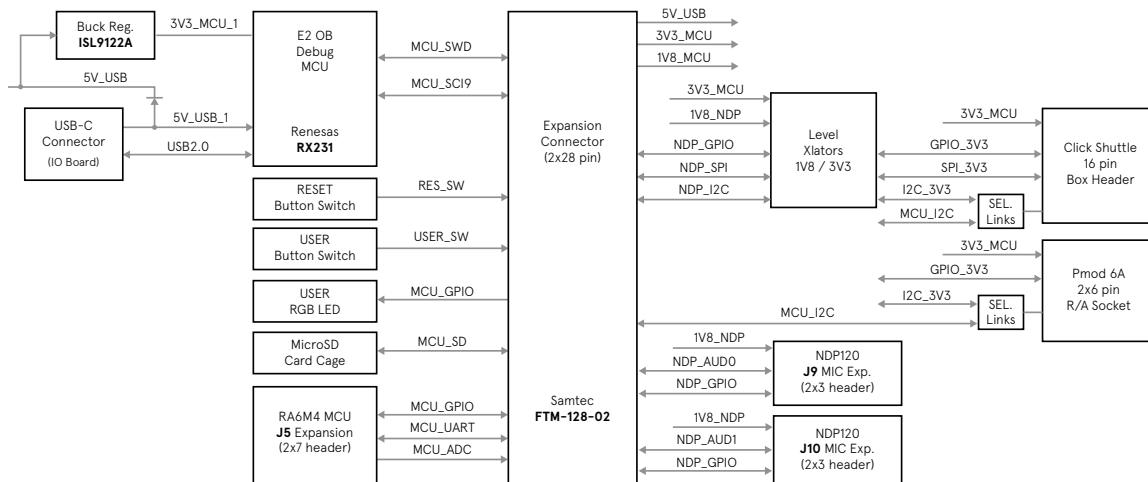 Buck Reg.
ISL9122A
3V3_MCU_1
5V_USB
USB-C
Connector
(IO Board)
5V_USB_1
USB2.0
E2 OB
Debug
MCU
Renesas
RX231
MCU_SWD
MCU_SCI9
RESET
Button Switch
RES_SW
USER
Button Switch
USER_SW
USER
RGB LED
MCU_GPIO
MicroSD
Card Cage
MCU_SD
RA6M4 MCU
J5 Expansion
(2x7 header)
MCU_GPIO
MCU_UART
MCU_ADC
Expansion
Connector
(2x28 pin)
Samtec
FTM-128-02
5V_USB
3V3_MCU
1V8_MCU
3V3_MCU
1V8_NDP
NDP_GPIO
NDP_SPI
NDP_I2C
Level
Xlators
1V8 / 3V3
3V3_MCU
GPIO_3V3
SPI_3V3
I2C_3V3
MCU_I2C
SEL.
Links
Click Shuttle
16 pin
Box Header
3V3_MCU
GPIO_3V3
I2C_3V3
MCU_I2C
SEL.
Links
Pmod 6A
2x6 pin
R/A Socket
1V8_NDP
NDP_AUD0
NDP_GPIO
NDP120
J9 MIC Exp.
(2x3 header)
1V8_NDP
NDP_AUD1
NDP_GPIO
NDP120
J10 MIC Exp.
(2x3 header)